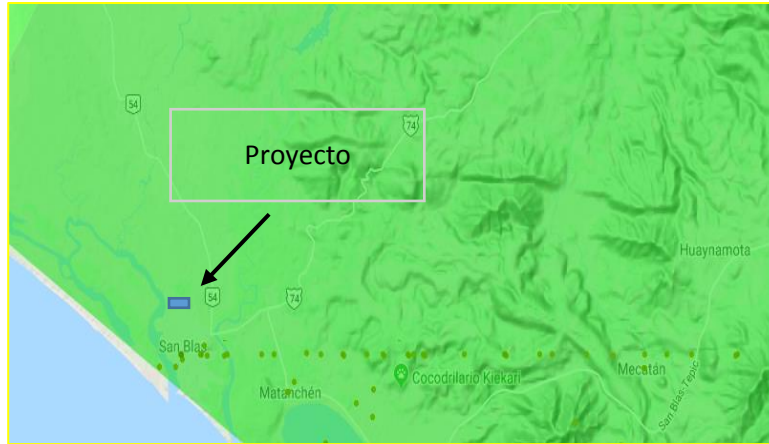 54
74
Proyecto
Huaynamota
54
74
San Blas
Cocodrilario Kiekari
Mecatán
Matanchén
San Blas-Tepic